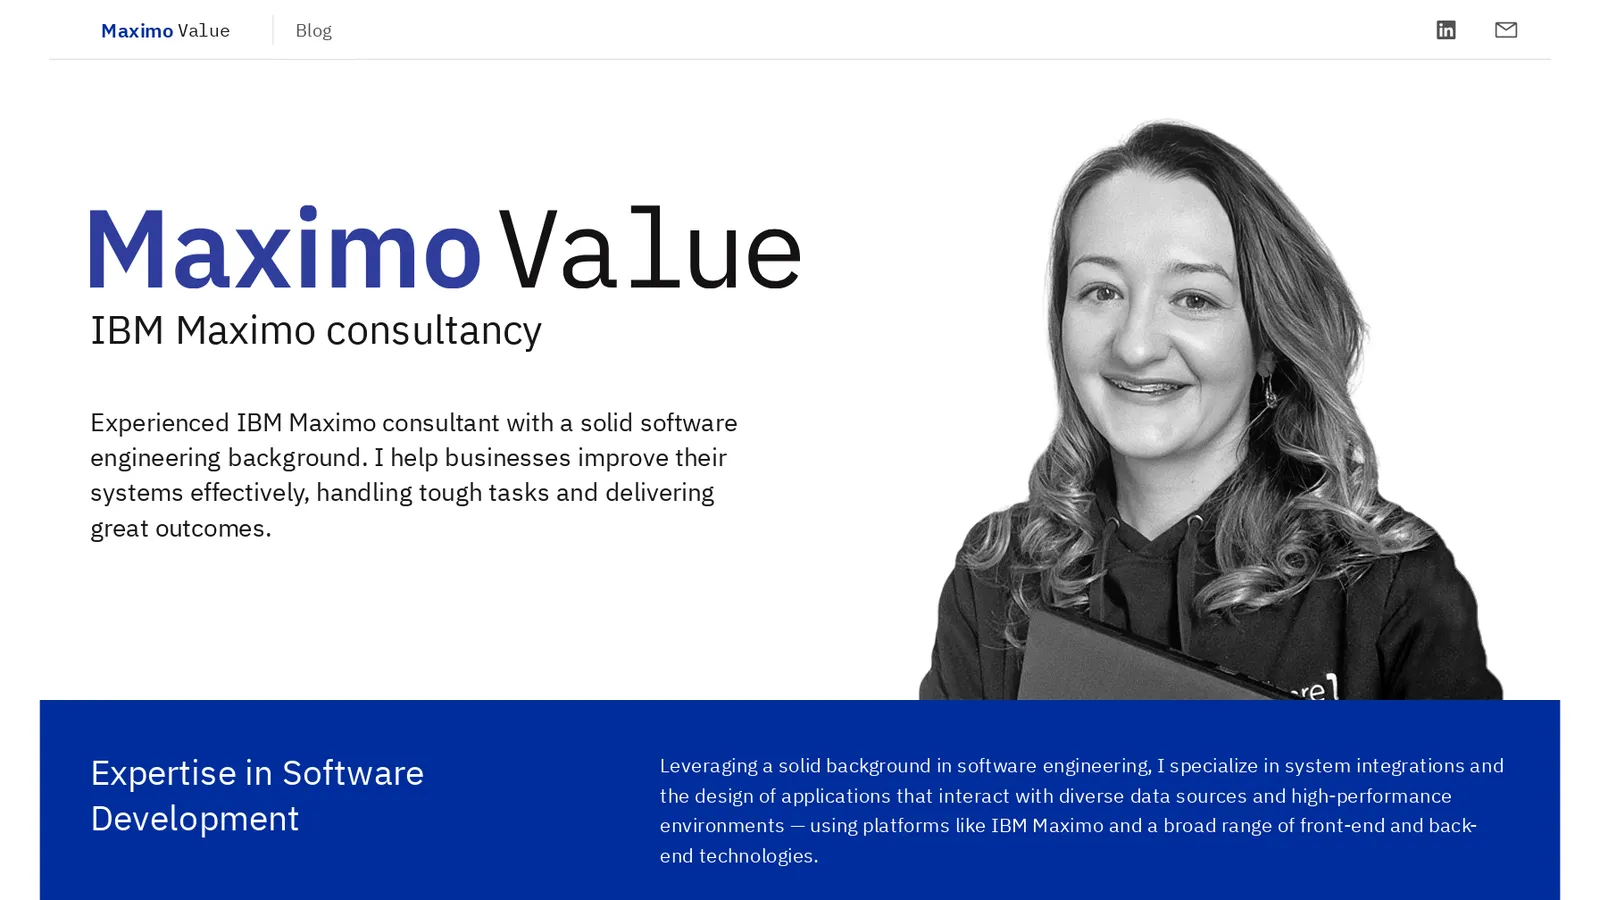 Maximo Value
Blog
in
Maximo Value
IBM Maximo consultancy
Experienced IBM Maximo consultant with a solid software
engineering background. I help businesses improve their
systems effectively, handling tough tasks and delivering
great outcomes.
Expertise in Software
Development
Leveraging a solid background in software engineering, I specialize in system integrations and
the design of applications that interact with diverse data sources and high-performance
environments — using platforms like IBM Maximo and a broad range of front-end and back-
end technologies.